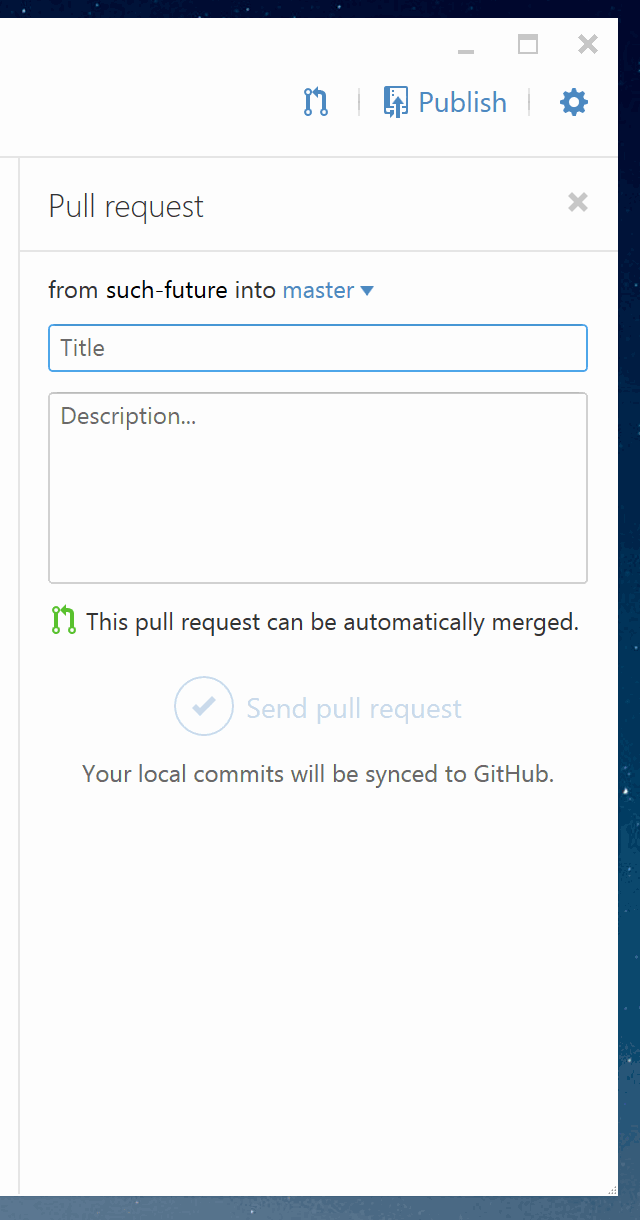 Publish
Pull request
from such-future into master
Title
Description...
This pull request can be automatically merged.
Send pull request
Your local commits will be synced to GitHub.